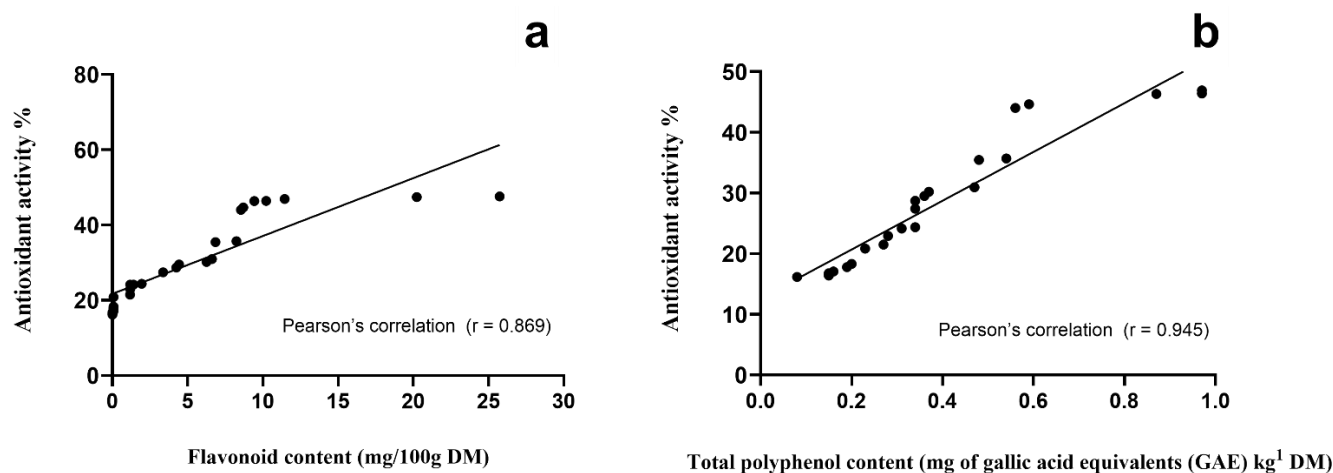 a
80
60
40
20
0
Antioxidant activity %
Pearson’s correlation (r = 0.869)
0 5 10 15 20 25 30
Flavonoid content (mg/100g DM)
b
50
40
30
20
10
0
Antioxidant activity %
Pearson’s correlation (r = 0.945)
0.0 0.2 0.4 0.6 0.8 1.0
Total polyphenol content (mg of gallic acid equivalents (GAE) kg¹ DM)